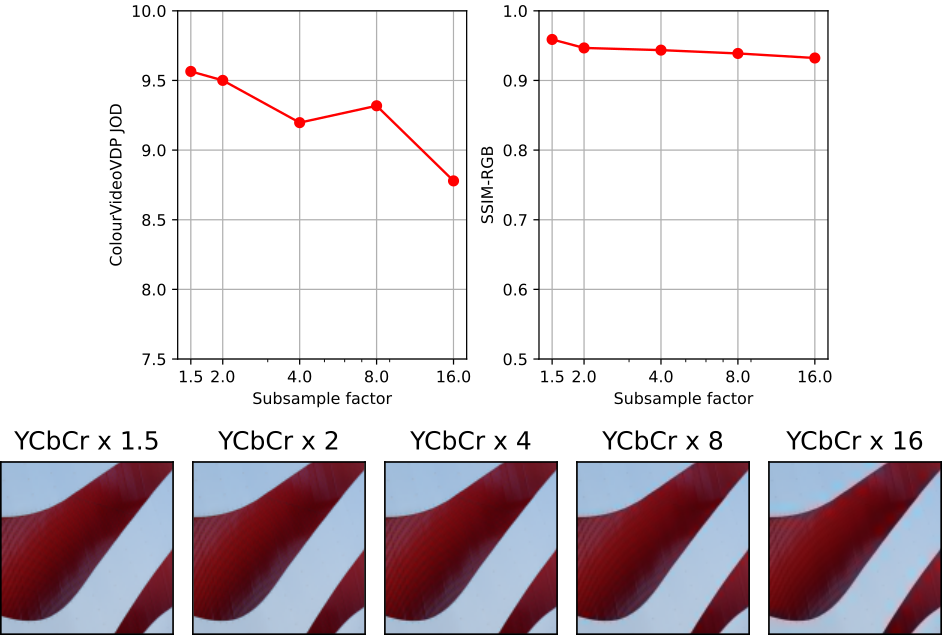 10.0
9.5
9.0
8.5
8.0
7.5
ColourVideoVDP JOD
1.5 2.0 4.0 8.0 16.0
Subsample factor
1.0
0.9
0.8
0.7
0.6
0.5
SSIM-RGB
1.5 2.0 4.0 8.0 16.0
Subsample factor
YCbCr x 1.5
YCbCr x 2
YCbCr x 4
YCbCr x 8
YCbCr x 16